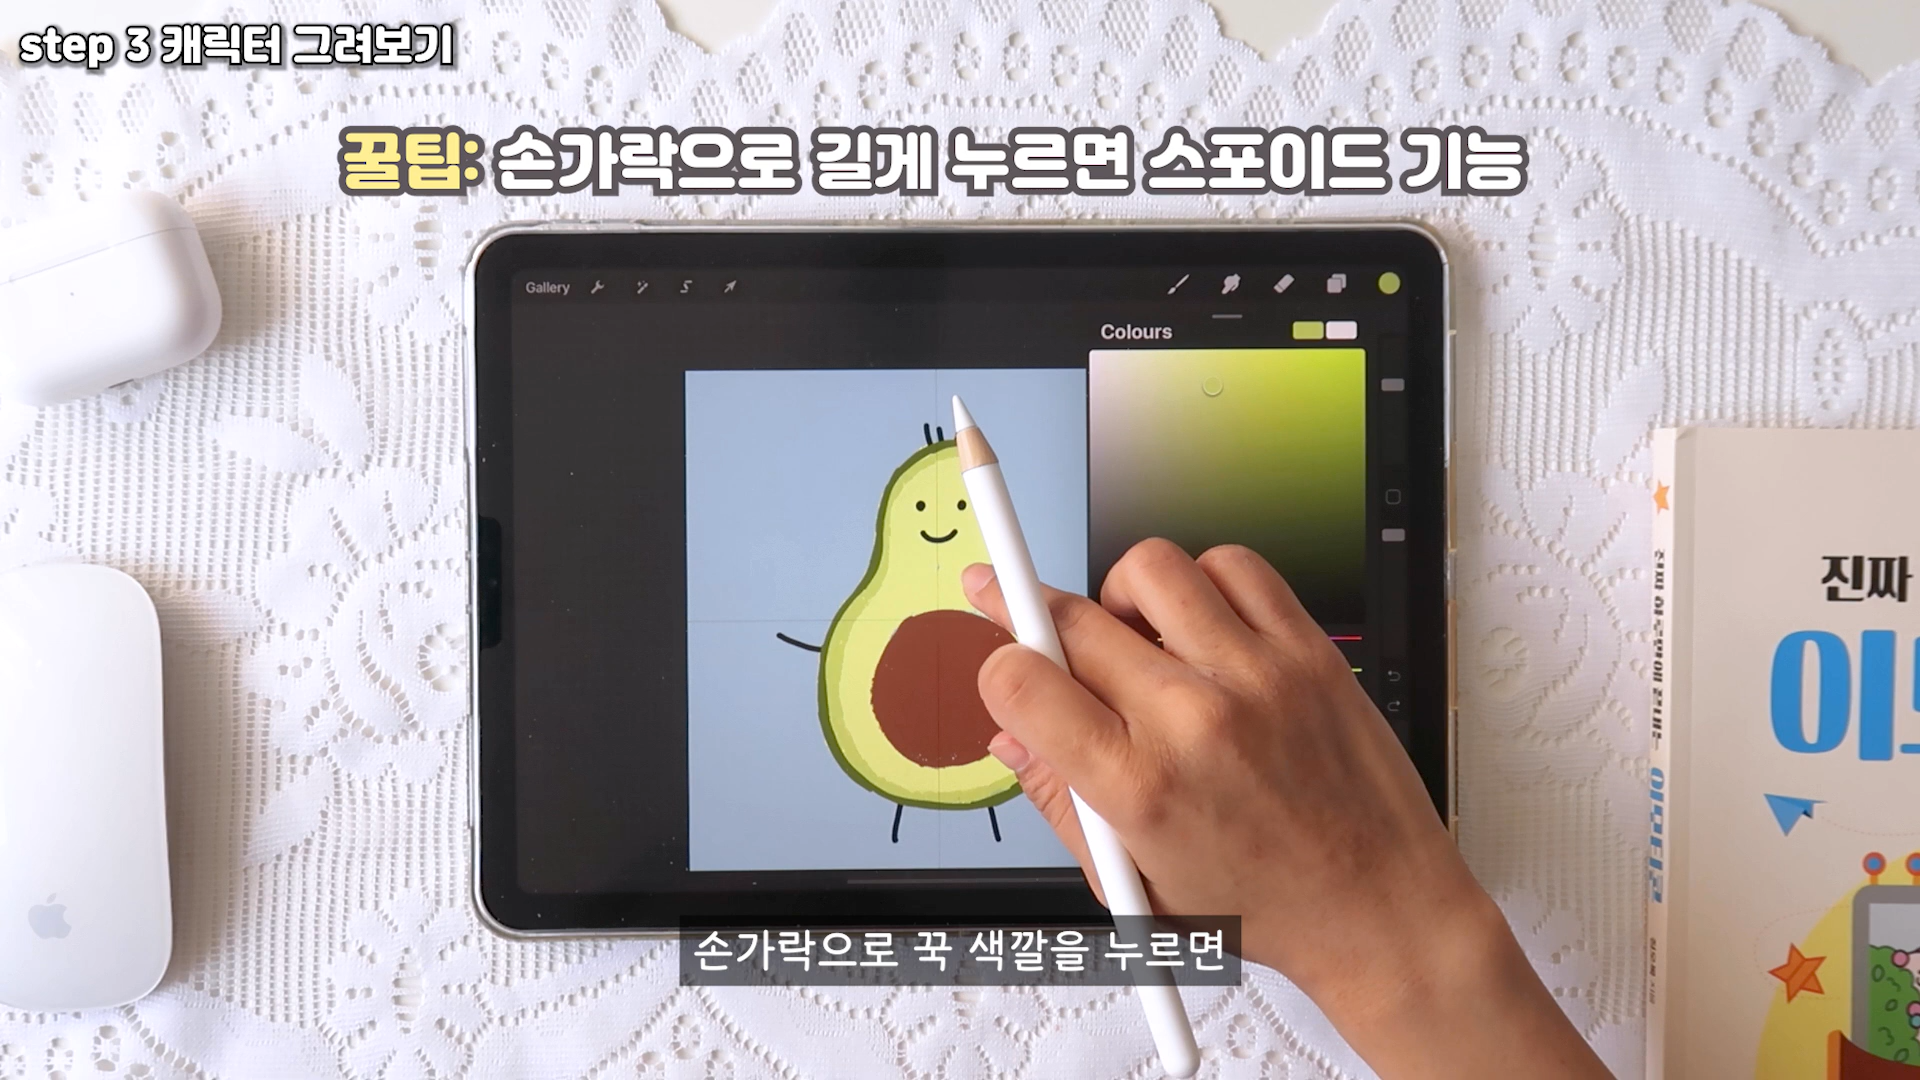 step 3 캐릭터 그려보기
꿀팁: 손가락으로 길게 누르면 스포이드 기능
Gallery
Colours
진짜
손가락으로 꾹 색깔을 누르면